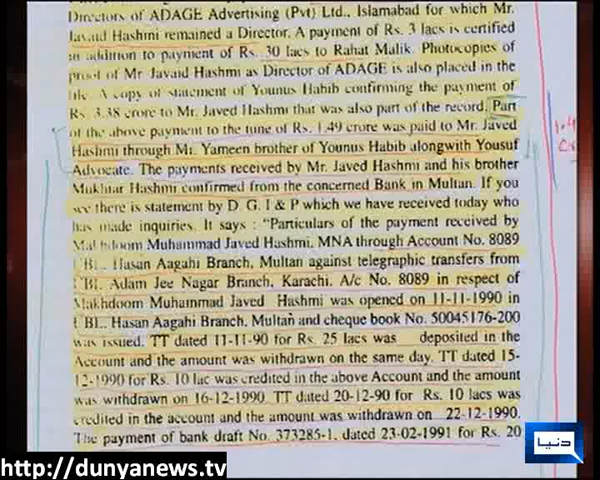 Directors of ADAGE Advertising (Pvt) Ltd., Islamabad for which Mr.
Javaid Hashmi remained a Director. A payment of Rs. 3 lacs is certified
in addition to payment of Rs. 30 lacs to Rahat Malik. Photocopies of
proof of Mr Javaid Hashmi as Director of ADAGE is also placed in the
file. A copy of statement of Younus Habib confirming the payment of
Rs. 3.38 crore to Mr. Javed Hashmi that was also part of the record. Part
of the above payment to the tune of Rs. 1.49 crore was paid to Mr. Javed
Hashmi through Mr. Yameen brother of Younus Habib alongwith Yousuf
Advocate. The payments received by Mr. Javed Hashmi and his brother
Mukhtar Hashmi confirmed from the concerned Bank in Multan. If you
see there is statement by D. G. I & P which we have received today who
has made inquiries. It says : "Particulars of the payment received by
Makhdoom Muhammad Javed Hashmi, MNA through Account No. 8089
UBL, Hasan Aagahi Branch, Multan against telegraphic transfers from
UBL, Adam Jee Nagar Branch, Karachi. A/c No. 8089 in respect of
Makhdoom Muhammad Javed Hashmi was opened on 11-11-1990 in
UBL, Hasan Aagahi Branch, Multan and cheque book No. 50045176-200
was issued. TT dated 11-11-90 for Rs. 25 lacs was deposited in the
Account and the amount was withdrawn on the same day. TT dated 15-
12-1990 for Rs. 10 lac was credited in the above Account and the amount
was withdrawn on 16-12-1990. TT dated 20-12-90 for Rs. 10 lacs was
credited in the account and the amount was withdrawn on 22-12-1990.
The payment of bank draft No. 373285-1, dated 23-02-1991 for Rs. 20
دنیا
http://dunyanews.tv